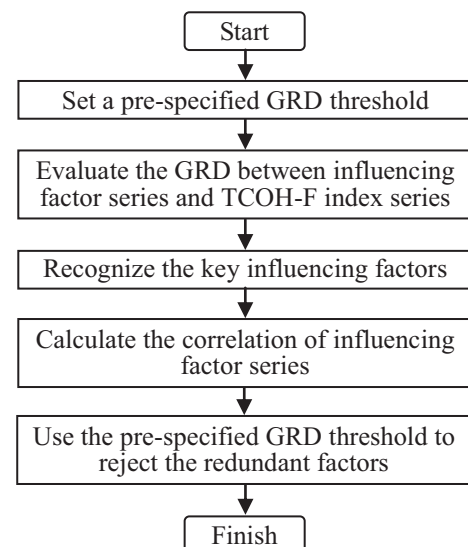 Start
Set a pre-specified GRD threshold
Evaluate the GRD between influencing
factor series and TCOH-F index series
Recognize the key influencing factors
Calculate the correlation of influencing
factor series
Use the pre-specified GRD threshold to
reject the redundant factors
Finish